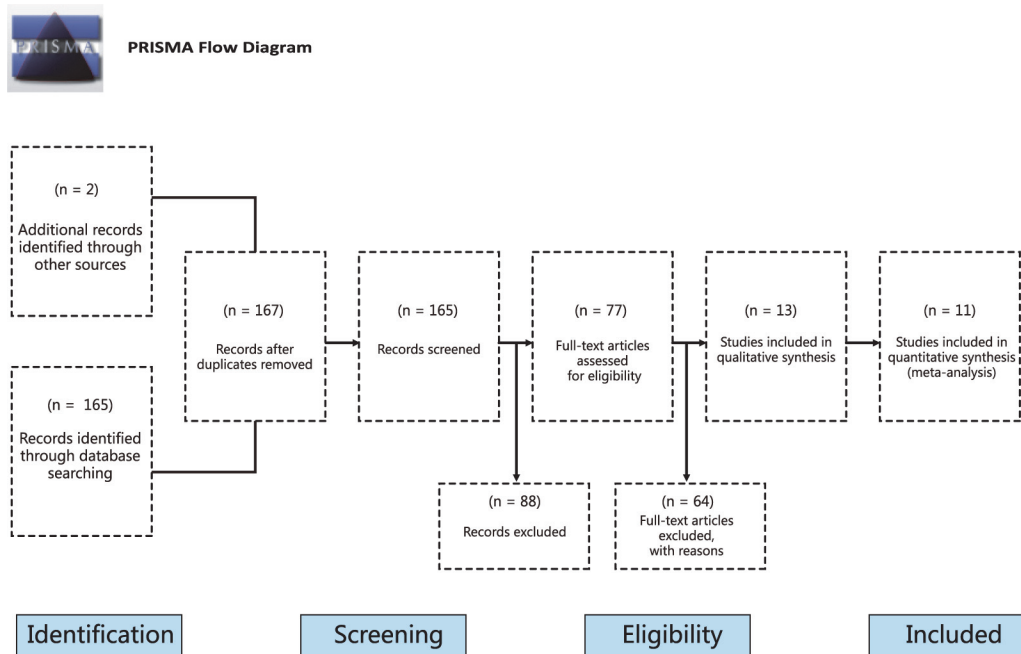 PRISMA
PRISMA Flow Diagram
(n = 2)
Additional records
identified through
other sources
(n = 165)
Records identified
through database
searching
(n = 167)
Records after
duplicates removed
(n = 165)
Records screened
(n = 88)
Records excluded
(n = 77)
Full-text articles
assessed
for eligibility
(n = 64)
Full-text articles
excluded,
with reasons
(n = 13)
Studies included in
qualitative synthesis
(n = 11)
Studies included in
quantitative synthesis
(meta-analysis)
Identification
Screening
Eligibility
Included